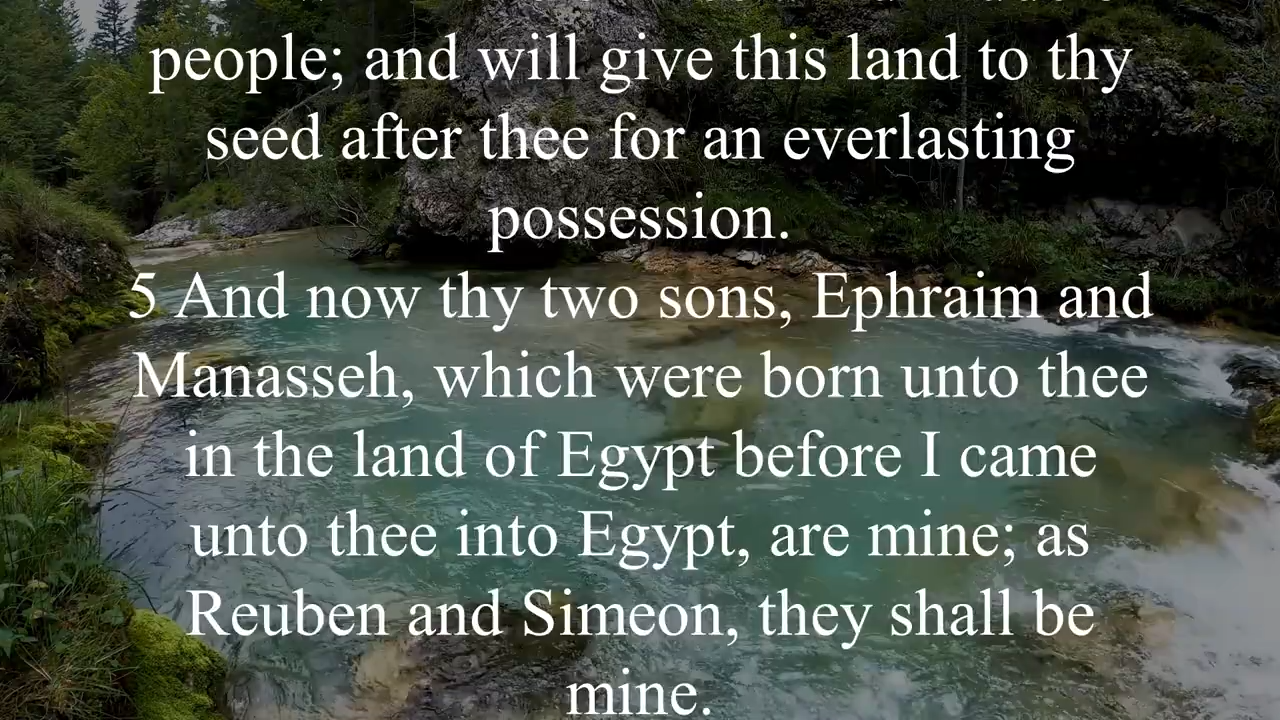 people; and will give this land to thy
seed after thee for an everlasting
possession.
5 And now thy two sons, Ephraim and
Manasseh, which were born unto thee
in the land of Egypt before I came
unto thee into Egypt, are mine; as
Reuben and Simeon, they shall be
mine.